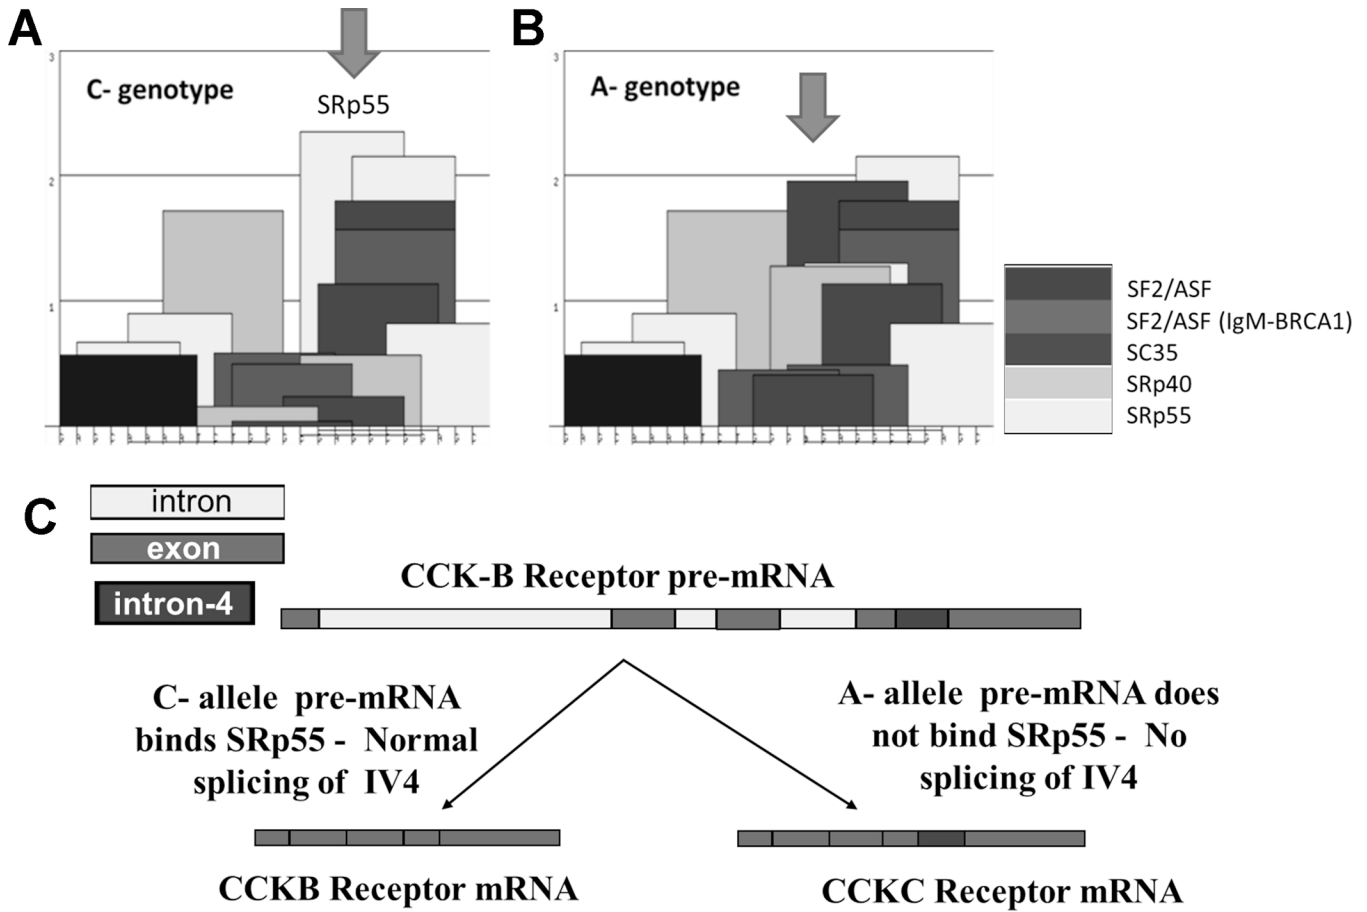 A
C- genotype
SRp55
3
2
1
B
A- genotype
3
2
1
SF2/ASF
SF2/ASF (IgM-BRCA1)
SC35
SRp40
SRp55
C
intron
exon
intron-4
CCK-B Receptor pre-mRNA
C- allele pre-mRNA
binds SRp55 - Normal
splicing of IV4
A- allele pre-mRNA does
not bind SRp55 - No
splicing of IV4
CCKB Receptor mRNA
CCKC Receptor mRNA